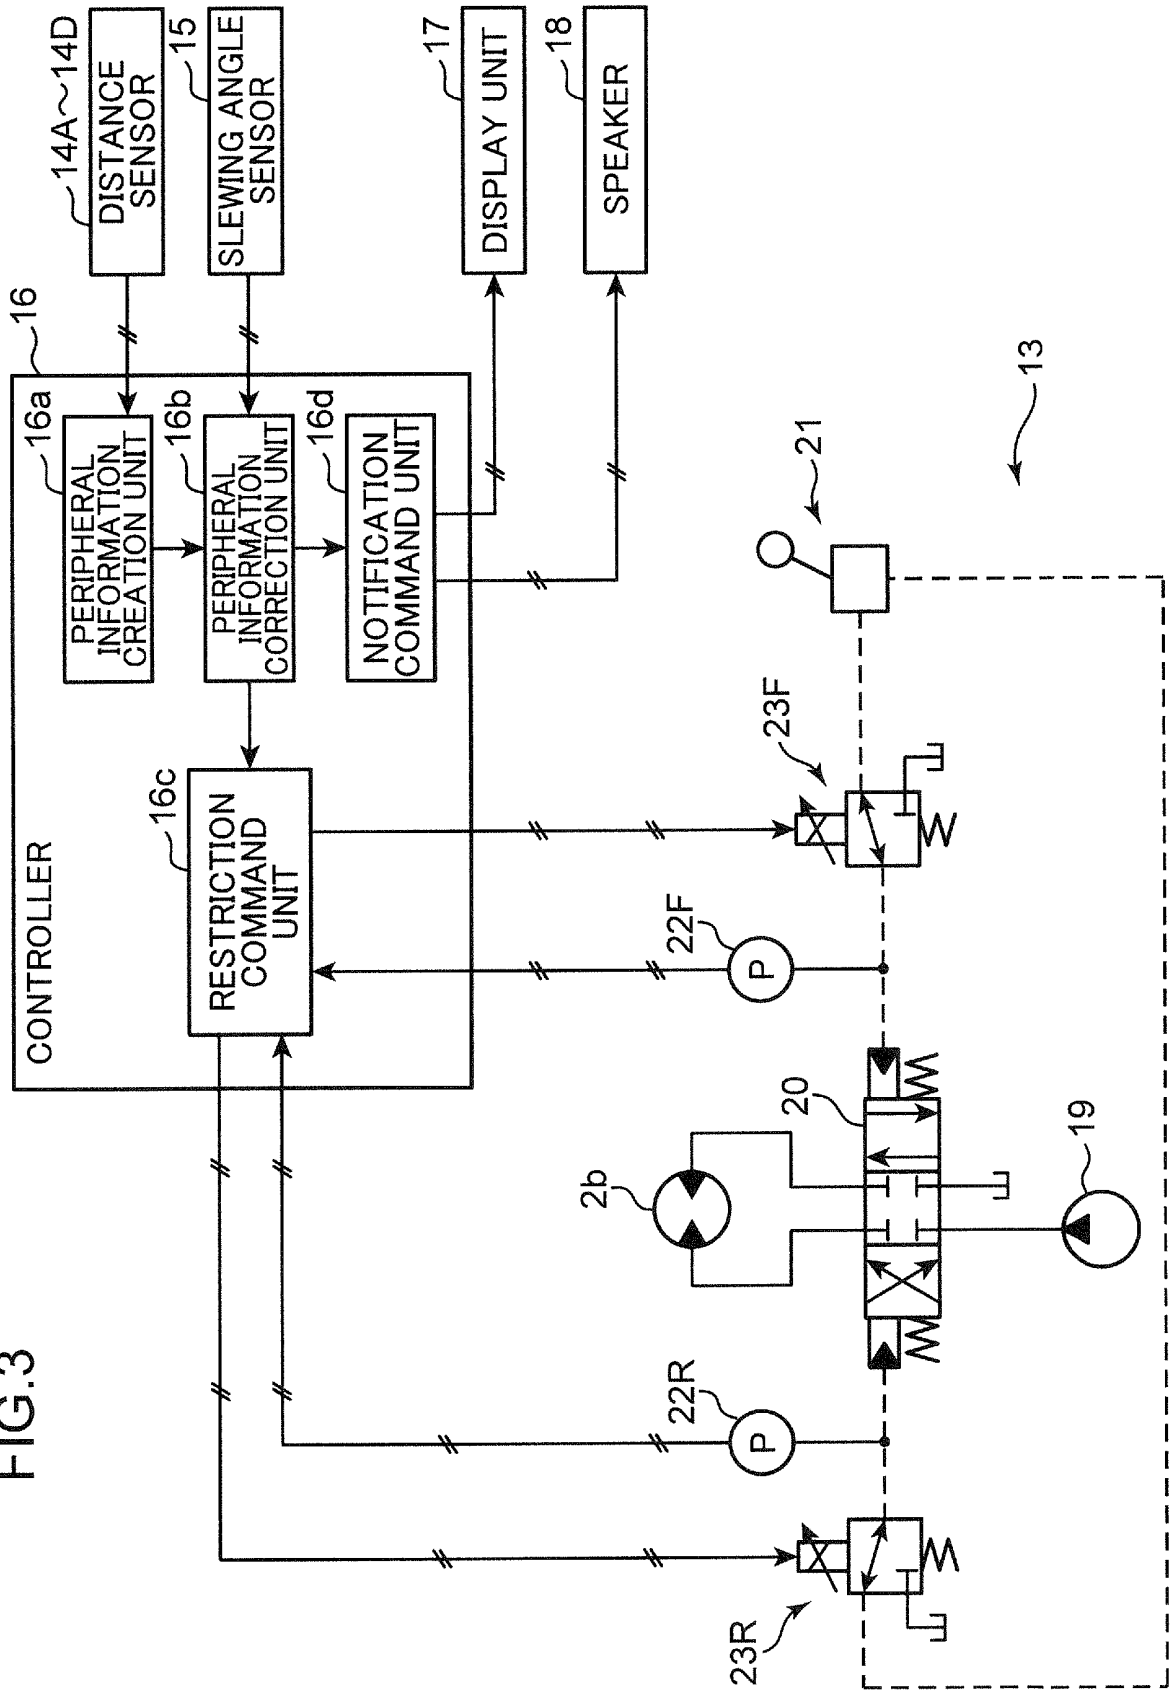 FIG.3
CONTROLLER
16
16c
RESTRICTION
COMMAND
UNIT
16a
PERIPHERAL
INFORMATION
CREATION UNIT
16b
PERIPHERAL
INFORMATION
CORRECTION UNIT
16d
NOTIFICATION
COMMAND UNIT
14A~14D
DISTANCE
SENSOR
15
SLEWING ANGLE
SENSOR
17
DISPLAY UNIT
18
SPEAKER
22R
P
23R
2b
20
19
22F
P
23F
21
13